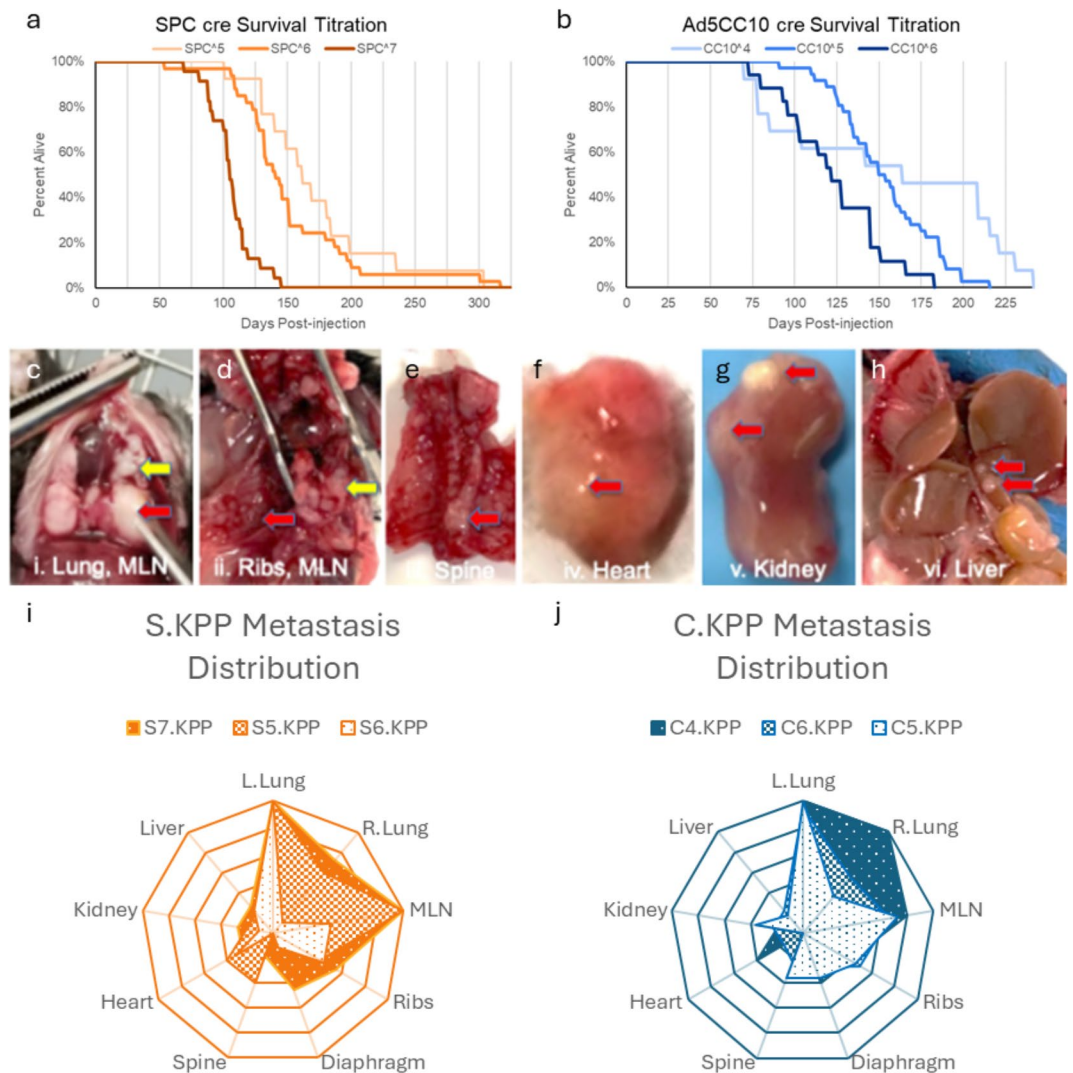 a
SPC cre Survival Titration
SPC^5 SPC^6 SPC^7
100%
80%
60%
40%
20%
0%
Percent Alive
0 50 100 150 200 250 300
Days Post-injection
b
Ad5CC10 cre Survival Titration
CC10^4 CC10^5 CC10^6
100%
80%
60%
40%
20%
0%
Percent Alive
0 25 50 75 100 125 150 175 200 225
Days Post-injection
c
i. Lung, MLN
d
ii. Ribs, MLN
e
Spine
f
iv. Heart
g
v. Kidney
h
vi. Liver
i
S.KPP Metastasis
Distribution
S7.KPP S5.KPP S6.KPP
L.Lung
R.Lung
MLN
Ribs
Diaphragm
Spine
Heart
Kidney
Liver
j
C.KPP Metastasis
Distribution
C4.KPP C6.KPP C5.KPP
L.Lung
R.Lung
MLN
Ribs
Diaphragm
Spine
Heart
Kidney
Liver